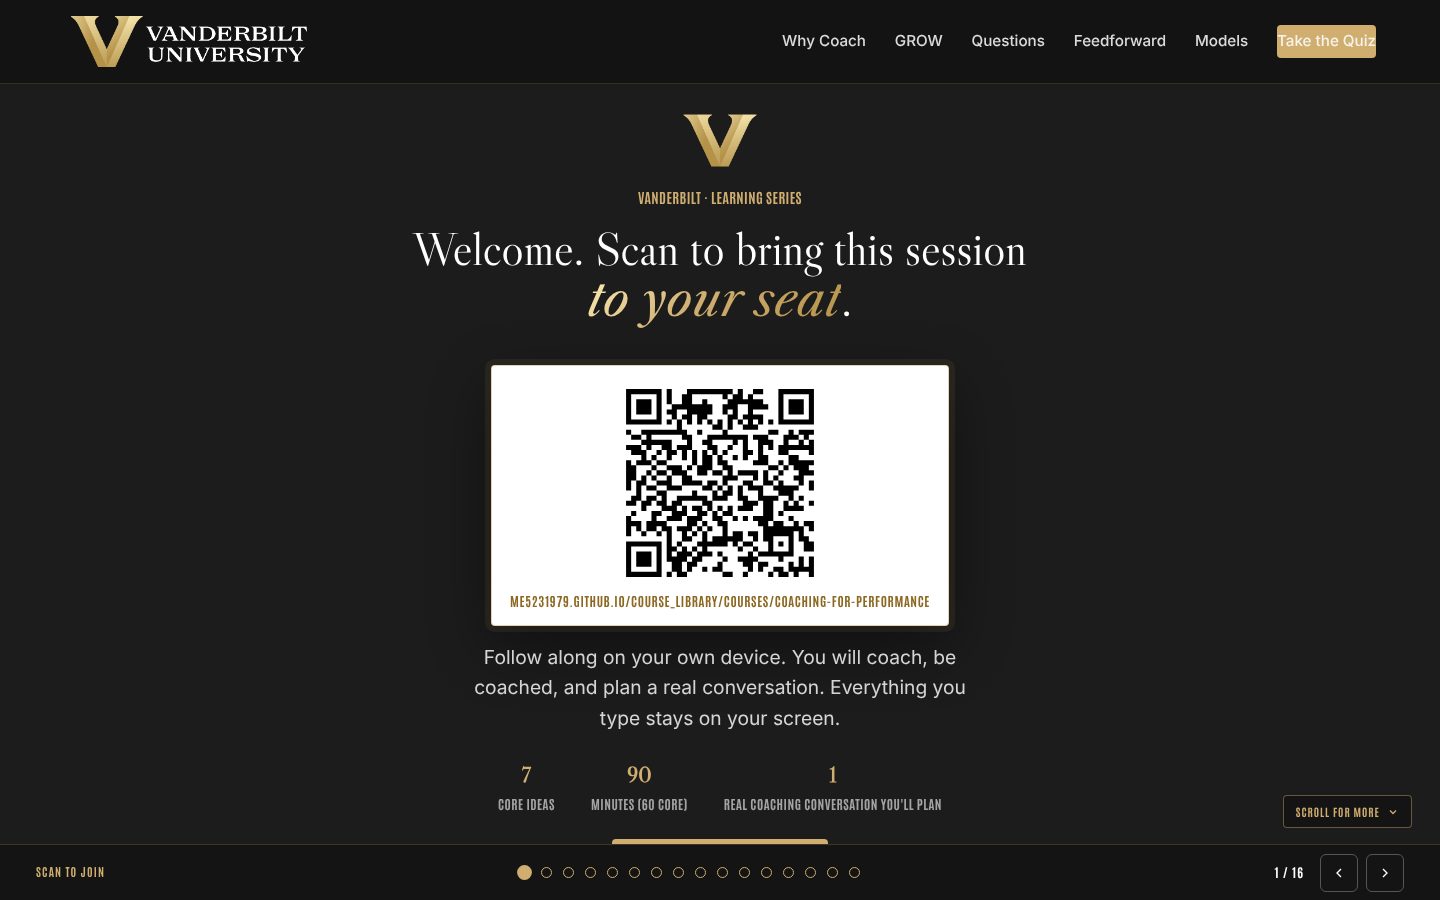 VANDERBILT
UNIVERSITY
Why Coach
GROW
Questions
Feedforward
Models
Take the Quiz
VANDERBILT · LEARNING SERIES
Welcome. Scan to bring this session
to your seat.
ME5231979.GITHUB.IO/COURSE_LIBRARY/COURSES/COACHING-FOR-PERFORMANCE
Follow along on your own device. You will coach, be
coached, and plan a real conversation. Everything you
type stays on your screen.
7
CORE IDEAS
90
MINUTES (60 CORE)
1
REAL COACHING CONVERSATION YOU'LL PLAN
SCROLL FOR MORE
SCAN TO JOIN
1 / 16